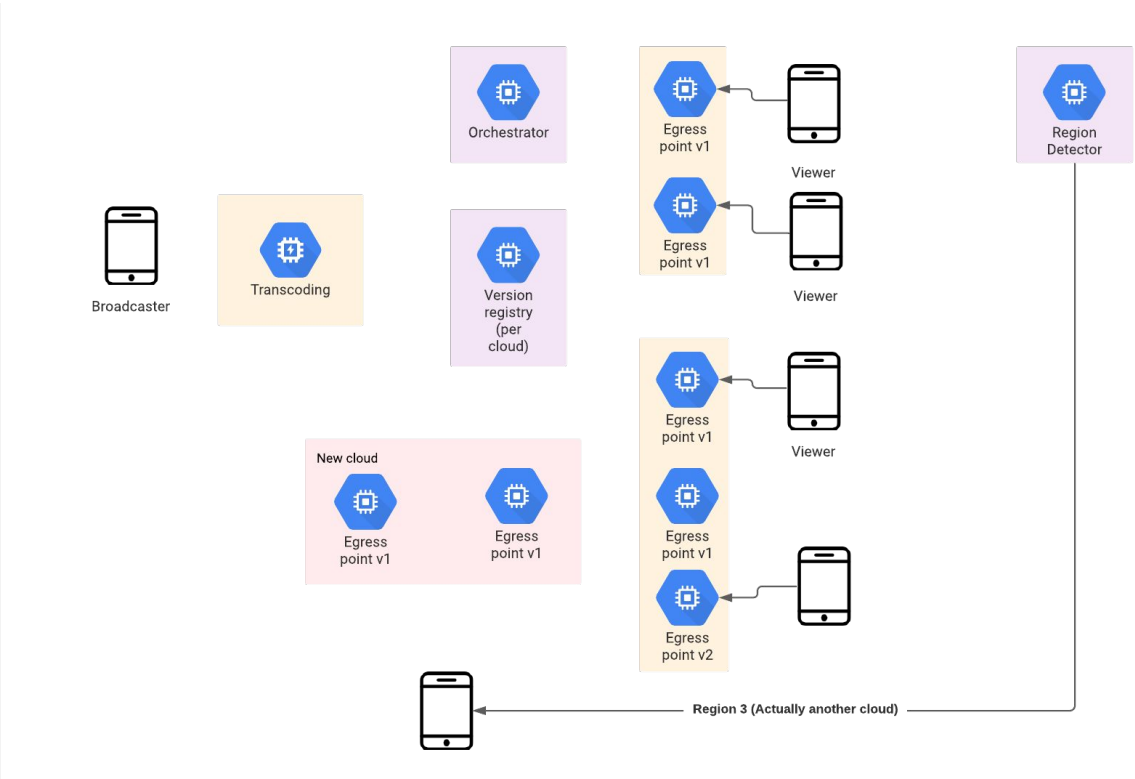 Orchestrator
Egress
point v1
Viewer
Region
Detector
Egress
point v1
Viewer
Broadcaster
Transcoding
Version
registry
(per
cloud)
Egress
point v1
Viewer
New cloud
Egress
point v1
Egress
point v1
Egress
point v1
Egress
point v2
Region 3 (Actually another cloud)